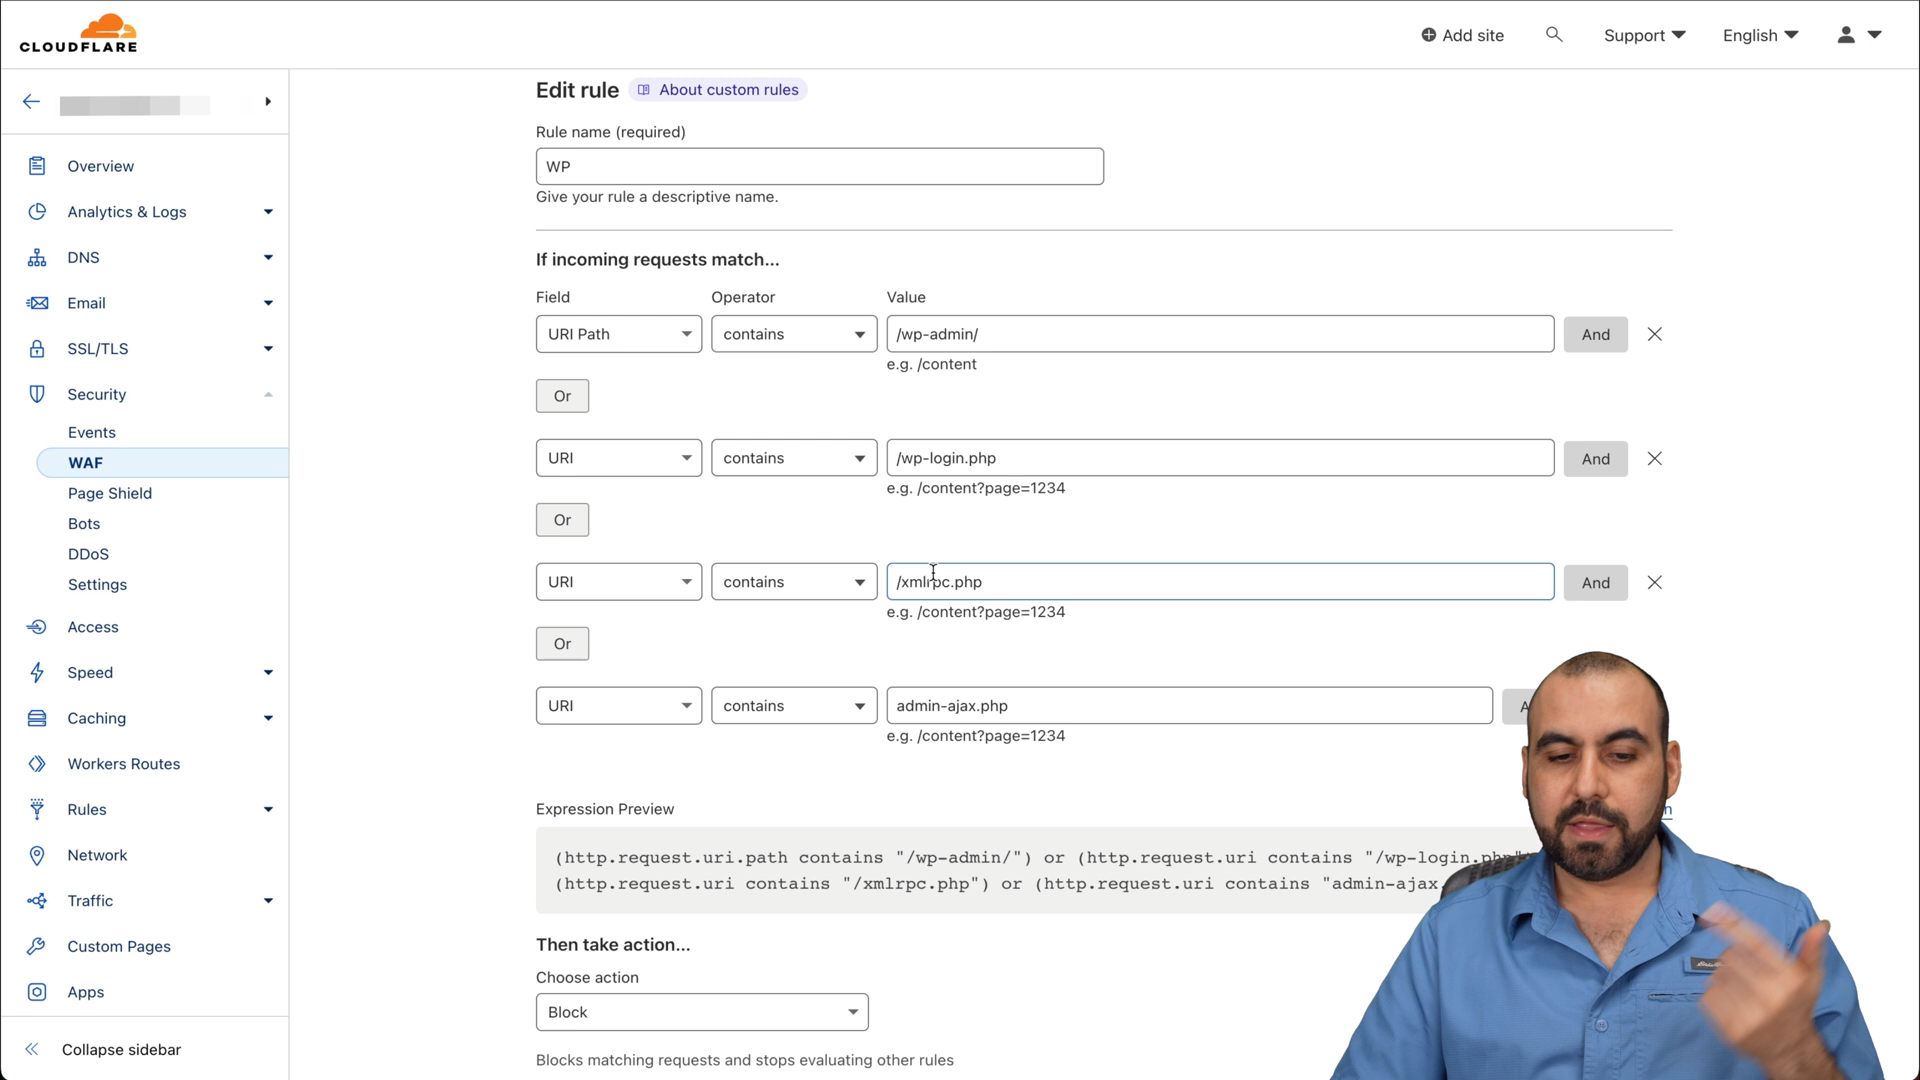 CLOUDFLARE
Add site
Support
English
Overview
Analytics & Logs
DNS
Email
SSL/TLS
Security
Events
WAF
Page Shield
Bots
DDoS
Settings
Access
Speed
Caching
Workers Routes
Rules
Network
Traffic
Custom Pages
Apps
Collapse sidebar
Edit rule About custom rules
Rule name (required)
WP
Give your rule a descriptive name.
If incoming requests match...
Field Operator Value
URI Path contains /wp-admin/ And
e.g. /content
Or
URI contains /wp-login.php And
e.g. /content?page=1234
Or
URI contains /xmlrpc.php And
e.g. /content?page=1234
Or
URI contains admin-ajax.php
e.g. /content?page=1234
Expression Preview
(http.request.uri.path contains "/wp-admin/") or (http.request.uri contains "/wp-login.php"
(http.request.uri contains "/xmlrpc.php") or (http.request.uri contains "admin-ajax.
Then take action...
Choose action
Block
Blocks matching requests and stops evaluating other rules